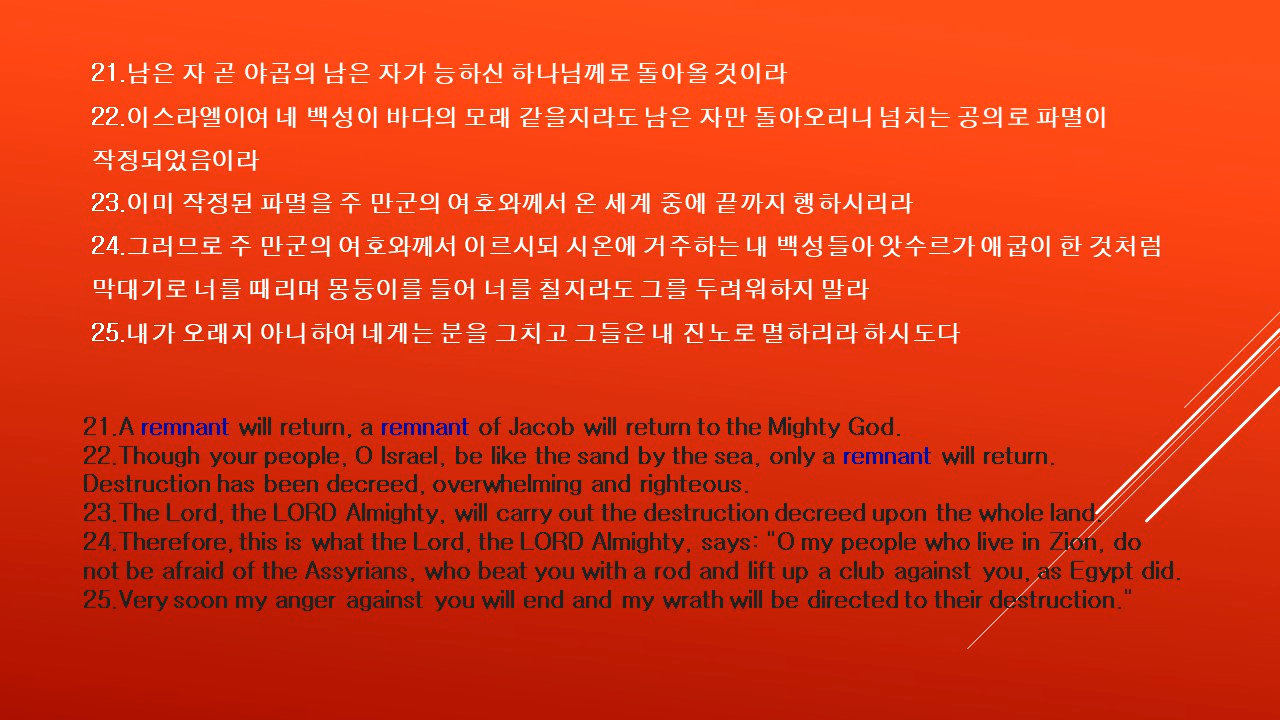 21.남은 자 곧 야곱의 남은 자가 능하신 하나님께로 돌아올 것이라
22.이스라엘이여 네 백성이 바다의 모래 같을지라도 남은 자만 돌아오리니 넘치는 공의로 파멸이
작정되었음이라
23.이미 작정된 파멸을 주 만군의 여호와께서 온 세계 중에 끝까지 행하시리라
24.그러므로 주 만군의 여호와께서 이르시되 시온에 거주하는 내 백성들아 앗수르가 애굽이 한 것처럼
막대기로 너를 때리며 몽둥이를 들어 너를 칠지라도 그를 두려워하지 말라
25.내가 오래지 아니하여 네게는 분을 그치고 그들은 내 진노로 멸하리라 하시도다
21.A remnant will return, a remnant of Jacob will return to the Mighty God.
22.Though your people, O Israel, be like the sand by the sea, only a remnant will return.
Destruction has been decreed, overwhelming and righteous.
23.The Lord, the LORD Almighty, will carry out the destruction decreed upon the whole land.
24.Therefore, this is what the Lord, the LORD Almighty, says: "O my people who live in Zion, do
not be afraid of the Assyrians, who beat you with a rod and lift up a club against you, as Egypt did.
25.Very soon my anger against you will end and my wrath will be directed to their destruction."